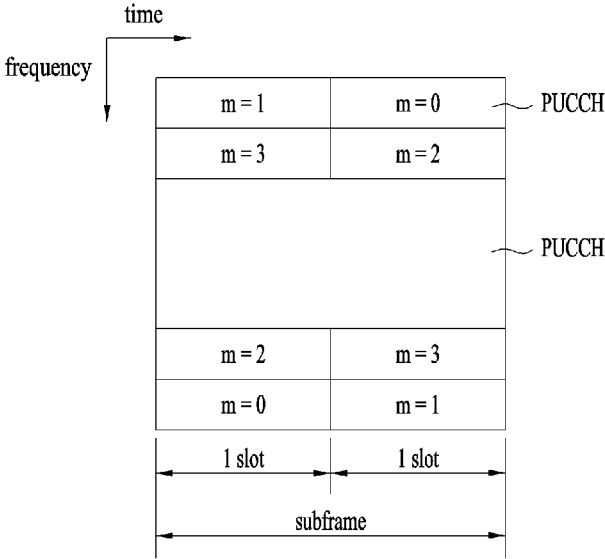 time
frequency
m = 1 m = 0 PUCCH
m = 3 m = 2
PUCCH
m = 2 m = 3
m = 0 m = 1
1 slot 1 slot
subframe